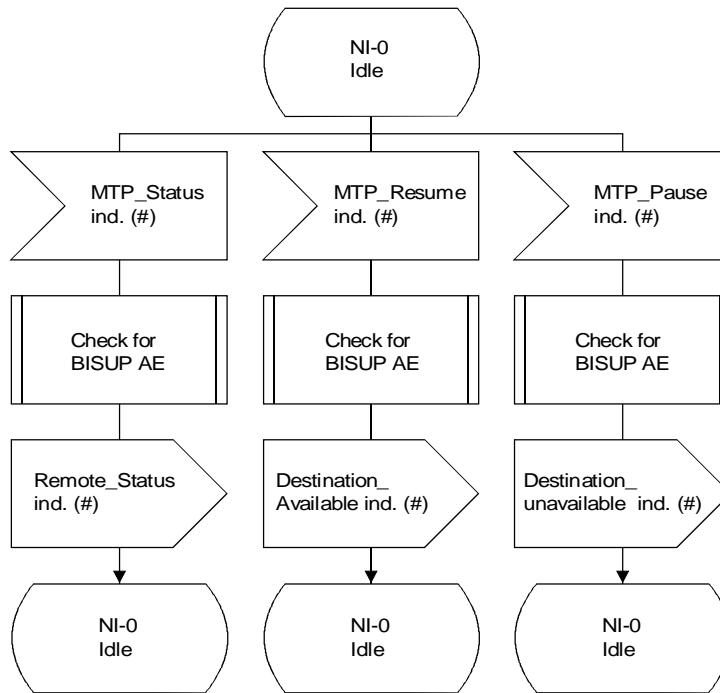 NI-0
Idle
MTP_Status
ind. (#)
MTP_Resume
ind. (#)
MTP_Pause
ind. (#)
Check for
BISUP AE
Check for
BISUP AE
Check for
BISUP AE
Remote_Status
ind. (#)
Destination_
Available ind. (#)
Destination_
unavailable ind. (#)
NI-0
Idle
NI-0
Idle
NI-0
Idle